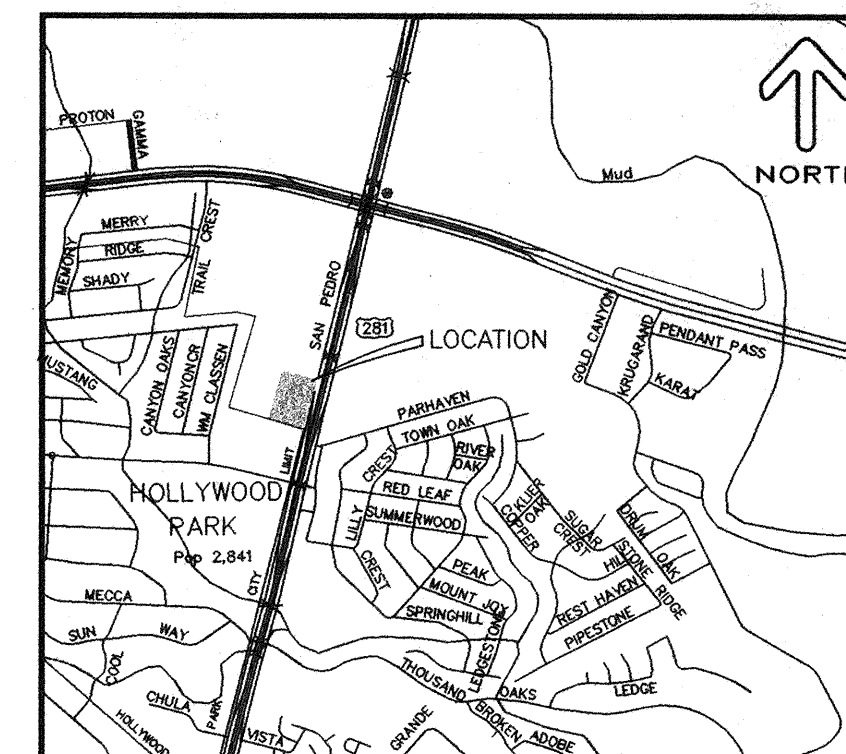 PROTON
GAMMA
Mud
NORTH
MERRY
RIDGE
MEMORY
SHADY
TRAIL CREST
SAN PEDRO
281
LOCATION
GOLD CANYON
KRUGARAND
PENDANT PASS
KARAT
MUSTANG
CANYON OAKS
CANYON CR
WM CLASSEN
PARHAVEN
TOWN OAK
RIVER
OAK
CREST
RED LEAF
SUMMERWOOD
LILLY
CREST
LIMIT
HOLLYWOOD
PARK
Pop 2,841
COPPER
OAK
SUGAR
CREST
DRUM OAK
STONE RIDGE
HILL
PEAK
MOUNT JOY
SPRINGHILL
REST HAVEN
PIPESTONE
CITY
MECCA
SUN WAY
COOL
LEDGESTONE
THOUSAND OAKS
LEDGE
CHULA
PARK
VISTA
HOLLYWOOD
GRANDE
BROKEN
ADOBE